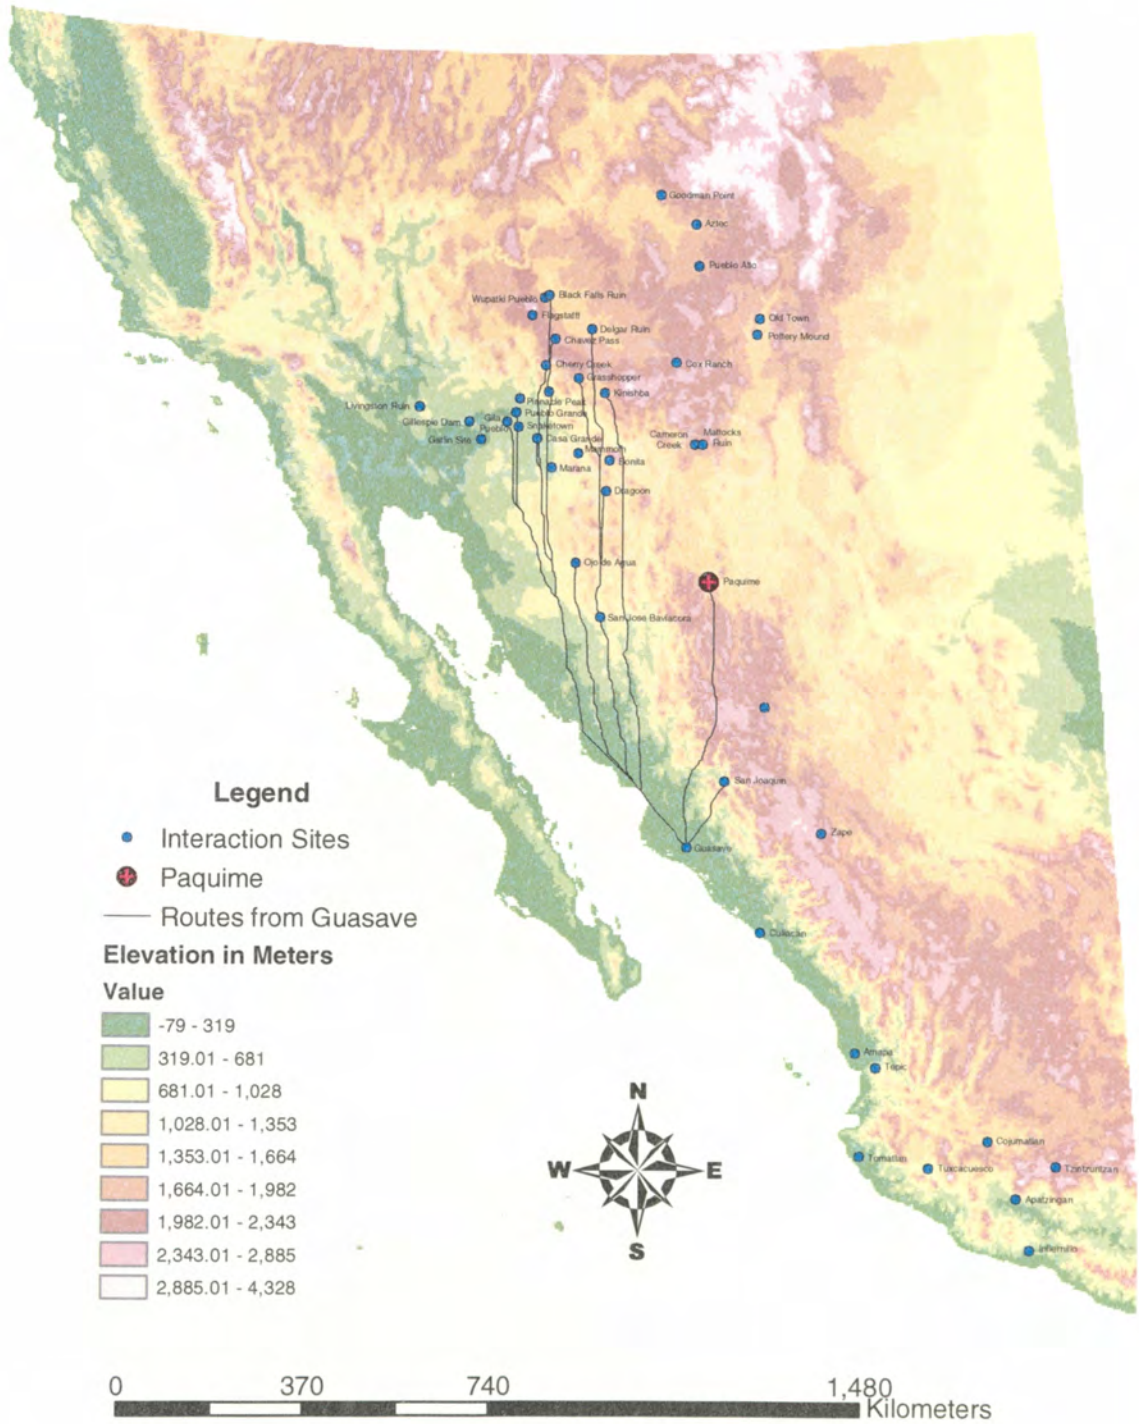 Goodman Point
Aztec
Pueblo Alto
Wupatki Pueblo
Black Falls Ruin
Flagstaff
Old Town
Delgar Ruin
Pottery Mound
Chavez Pass
Cherry Creek
Cox Ranch
Grasshopper
Kinishba
Pinnacle Peak
Livingston Ruin
Pueblo Grande
Gillespie Dam
Gila
Pueblo
Snaketown
Gatlin Site
Casa Grande
Cameron
Creek
Mattocks
Ruin
Mammoth
Bonita
Marana
Dragoon
Ojo de Agua
Paquime
San Jose Baviacora
San Joaquin
Zape
Guasave
Culiacan
Amapa
Tepic
Cojumatlan
Tomatlan
Tuxcacuesco
Tzintzuntzan
Apatzingan
Infiernillo
Legend
Interaction Sites
Paquime
Routes from Guasave
Elevation in Meters
Value
-79 - 319
319.01 - 681
681.01 - 1,028
1,028.01 - 1,353
1,353.01 - 1,664
1,664.01 - 1,982
1,982.01 - 2,343
2,343.01 - 2,885
2,885.01 - 4,328
N
W
E
S
0 370 740 1,480
Kilometers